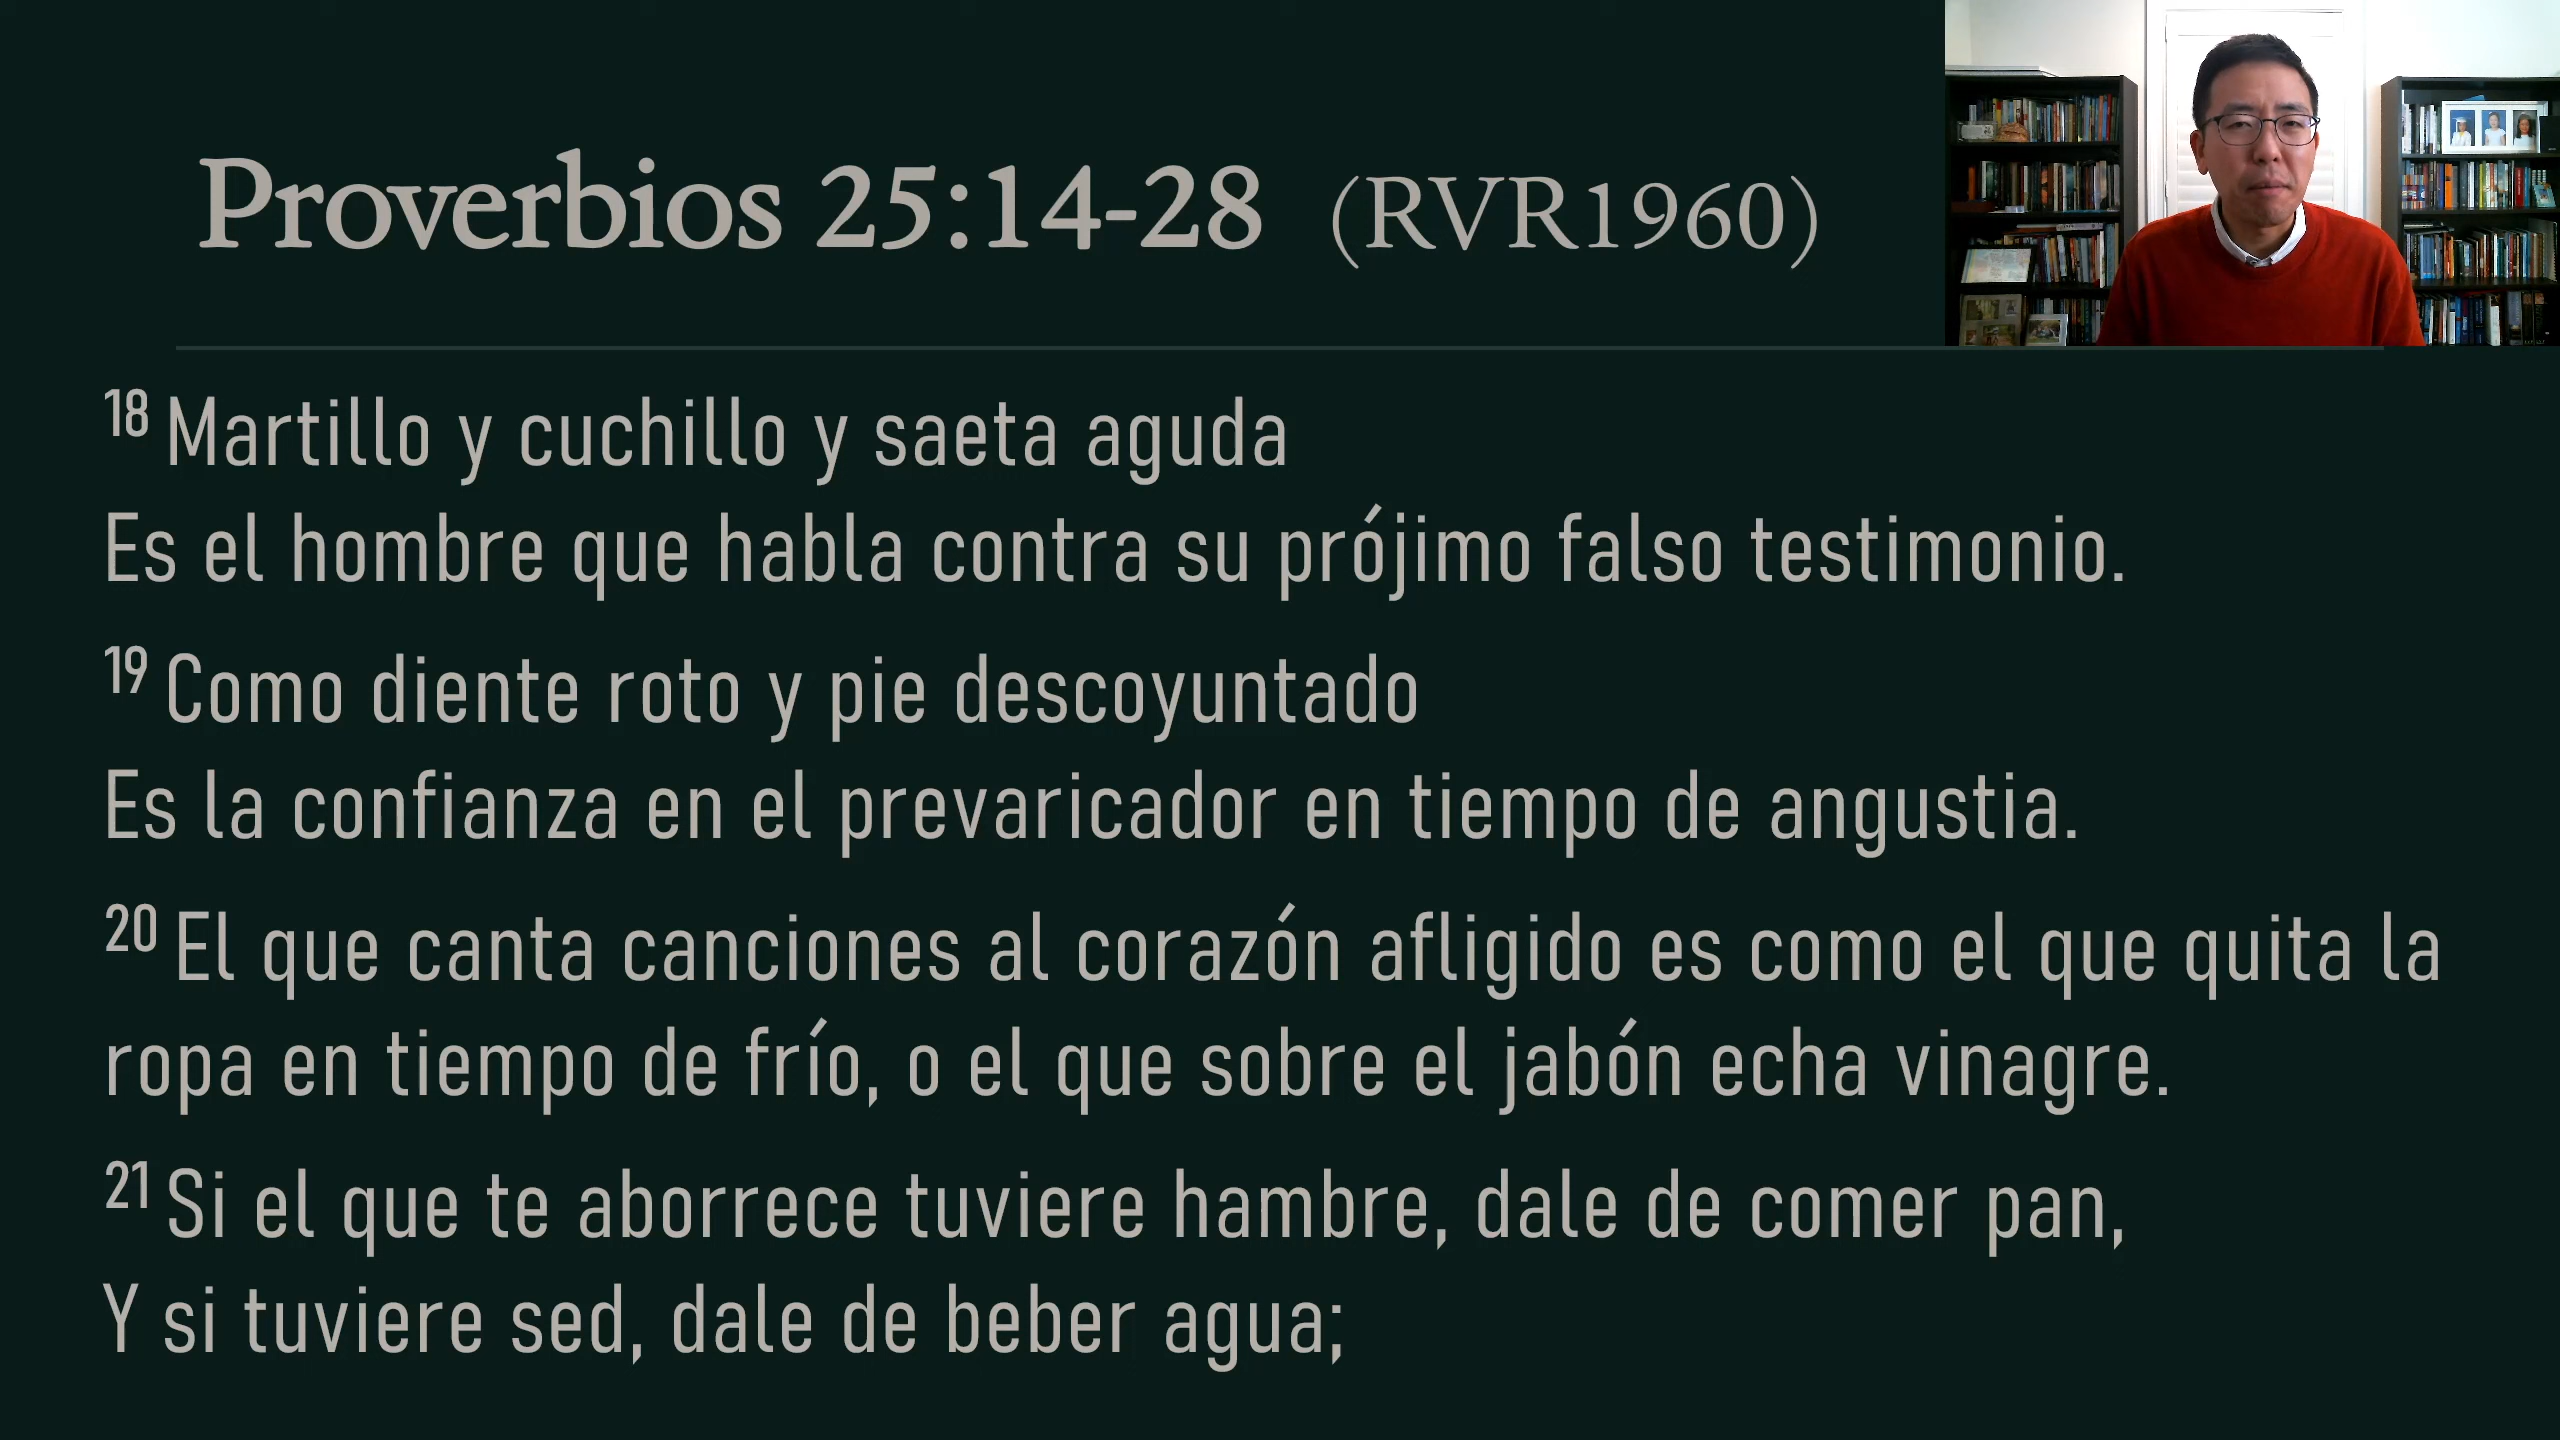 Proverbios 25:14-28 (RVR1960)
18 Martillo y cuchillo y saeta aguda
Es el hombre que habla contra su prójimo falso testimonio.
19 Como diente roto y pie descoyuntado
Es la confianza en el prevaricador en tiempo de angustia.
20 El que canta canciones al corazón afligido es como el que quita la
ropa en tiempo de frío, o el que sobre el jabón echa vinagre.
21 Si el que te aborrece tuviere hambre, dale de comer pan,
Y si tuviere sed, dale de beber agua;